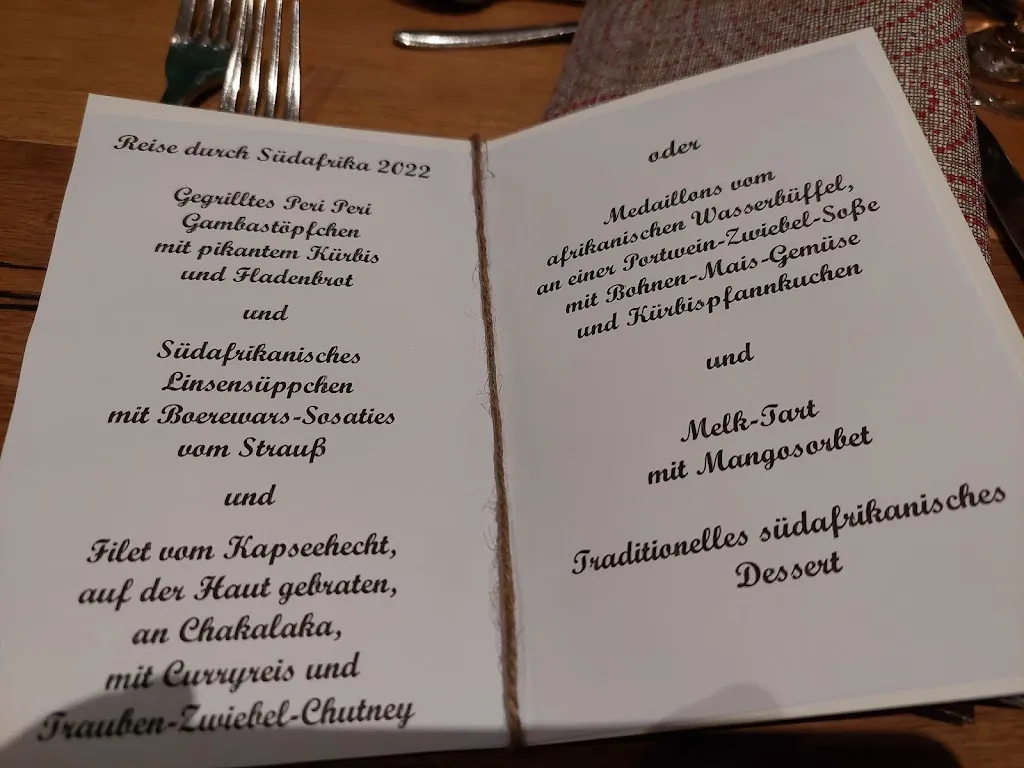 Reise durch Südafrika 2022
Gegrilltes Peri Peri
Gambastöpfchen
mit pikantem Kürbis
und Fladenbrot
und
Südafrikanisches
Linsensüppchen
mit Boerewars-Sosaties
vom Strauß
und
Filet vom Kapseehecht,
auf der Haut gebraten,
an Chakalaka,
mit Curryreis und
Trauben-Zwiebel-Chutney
oder
Medaillons vom
afrikanischen Wasserbüffel,
an einer Portwein-Zwiebel-Soße
mit Bohnen-Mais-Gemüse
und Kürbispfannkuchen
und
Melk-Tart
mit Mangosorbet
Traditionelles südafrikanisches
Dessert